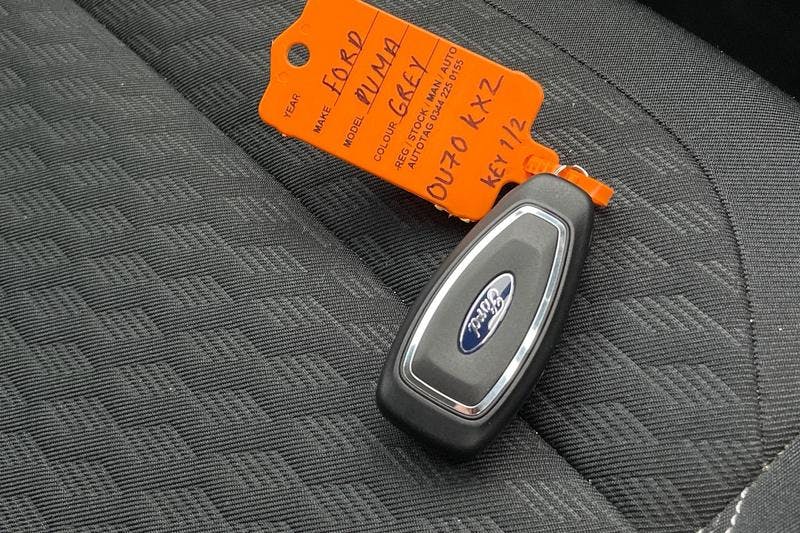 YEAR
MAKE FORD
MODEL PUMA
COLOUR GREY
REG / STOCK / MAN / AUTO
AUTOTAG 0344 225 0155
OU70 KXZ
KEY 1/2
Ford